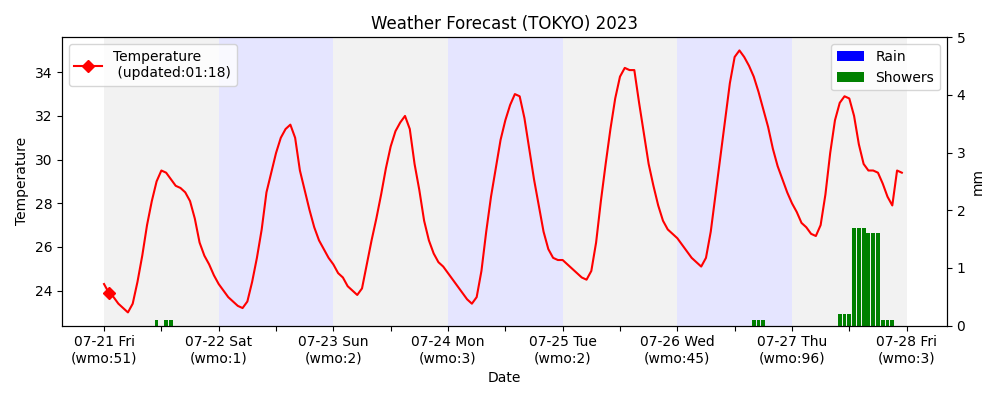 Weather Forecast (TOKYO) 2023
Temperature
(updated:01:18)
Rain
Showers
Temperature
34
32
30
28
26
24
5
4
3
2
1
0
mm
07-21 Fri
(wmo:51)
07-22 Sat
(wmo:1)
07-23 Sun
(wmo:2)
07-24 Mon
(wmo:3)
07-25 Tue
(wmo:2)
07-26 Wed
(wmo:45)
07-27 Thu
(wmo:96)
07-28 Fri
(wmo:3)
Date